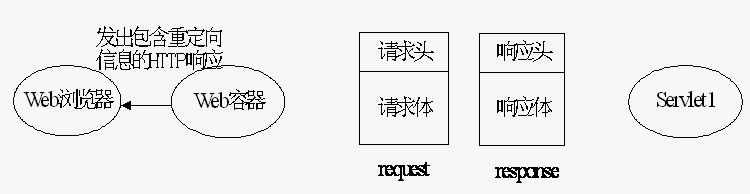 发出包含重定向
信息的HTTP响应
Web浏览器
Web容器
请求头
请求体
request
响应头
响应体
response
Servlet1